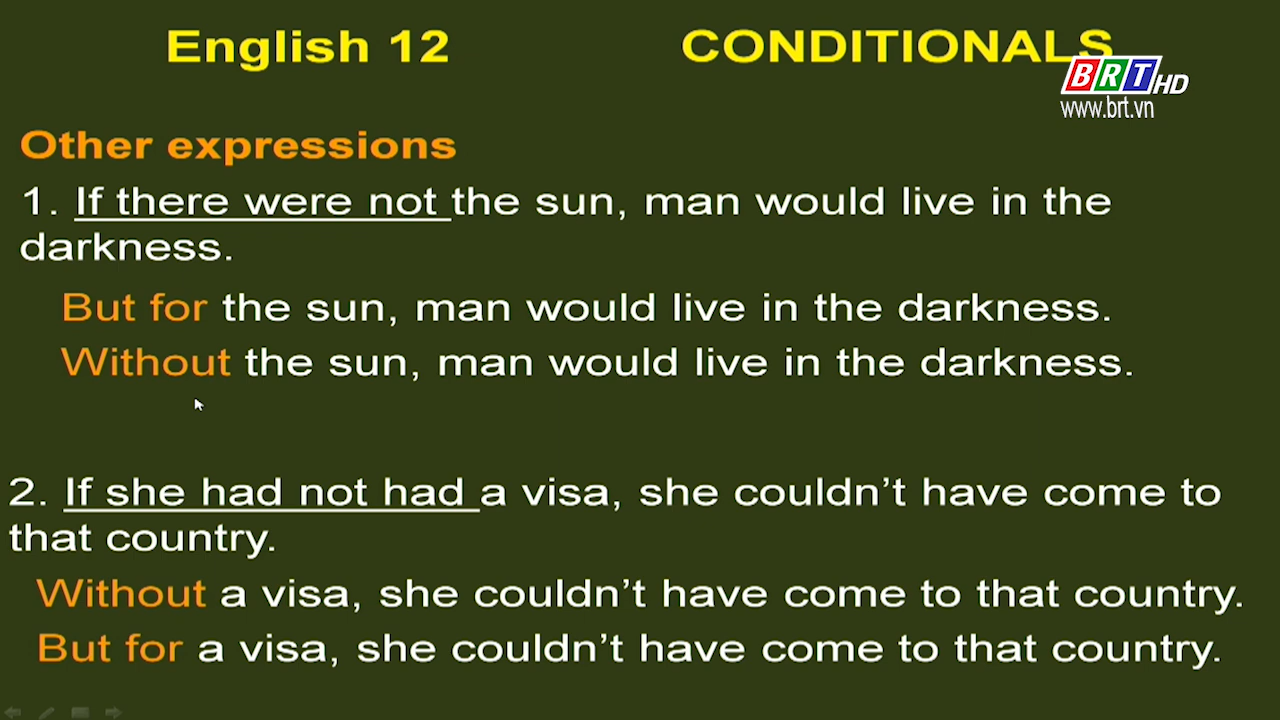 English 12 CONDITIONALS
BRT HD
www.brt.vn
Other expressions
1. If there were not the sun, man would live in the
darkness.
But for the sun, man would live in the darkness.
Without the sun, man would live in the darkness.
2. If she had not had a visa, she couldn’t have come to
that country.
Without a visa, she couldn’t have come to that country.
But for a visa, she couldn’t have come to that country.